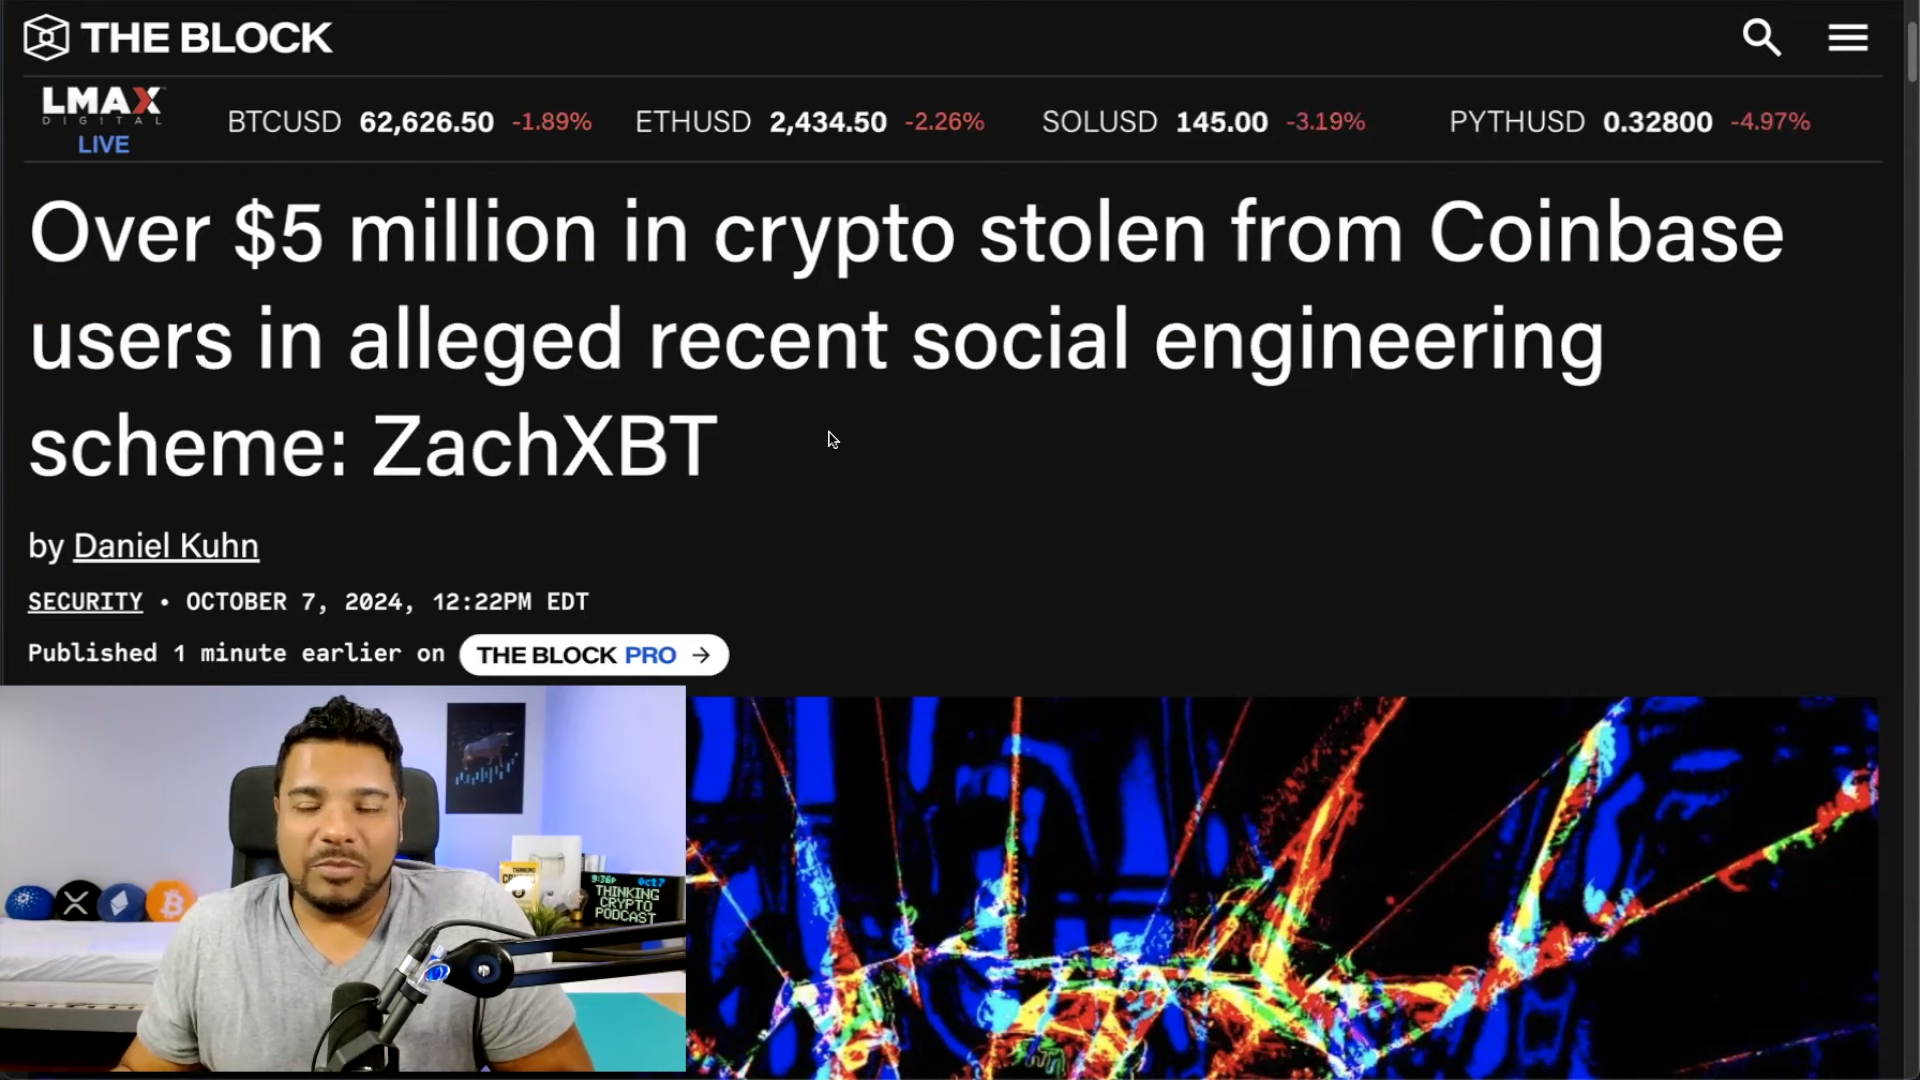 THE BLOCK
LMAX
DIGITAL
LIVE
BTCUSD 62,626.50 -1.89%
ETHUSD 2,434.50 -2.26%
SOLUSD 145.00 -3.19%
PYTHUSD 0.32800 -4.97%
Over $5 million in crypto stolen from Coinbase
users in alleged recent social engineering
scheme: ZachXBT
by Daniel Kuhn
SECURITY • OCTOBER 7, 2024, 12:22PM EDT
Published 1 minute earlier on THE BLOCK PRO →
9:36P Oct7
THINKING
CRYPTO
PODCAST